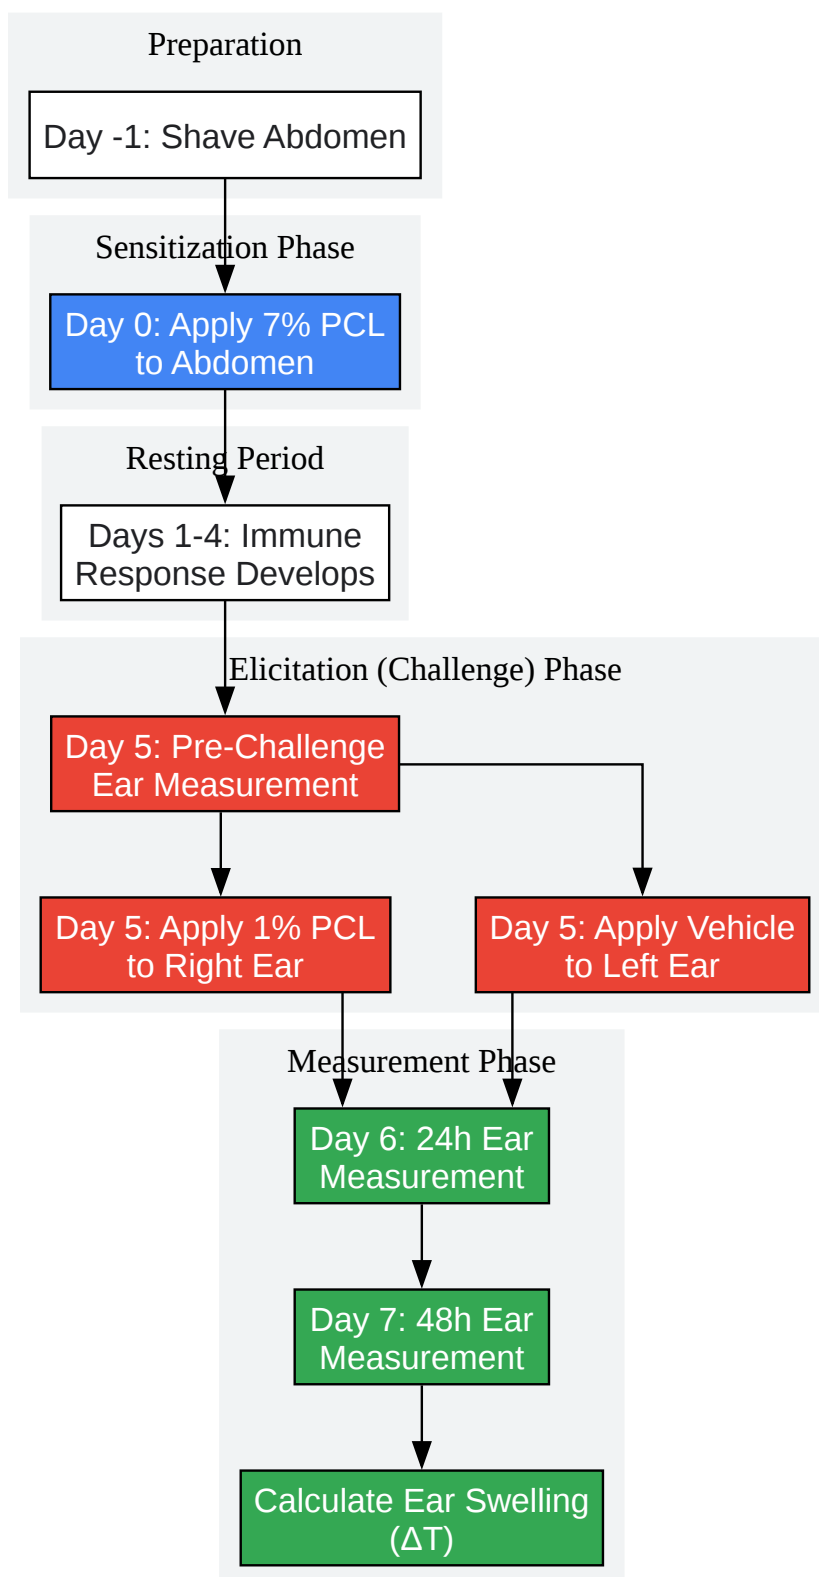 Preparation
Day -1: Shave Abdomen
Sensitization Phase
Day 0: Apply 7% PCL
to Abdomen
Resting Period
Days 1-4: Immune
Response Develops
Elicitation (Challenge) Phase
Day 5: Pre-Challenge
Ear Measurement
Day 5: Apply 1% PCL
to Right Ear
Day 5: Apply Vehicle
to Left Ear
Measurement Phase
Day 6: 24h Ear
Measurement
Day 7: 48h Ear
Measurement
Calculate Ear Swelling
(ΔT)